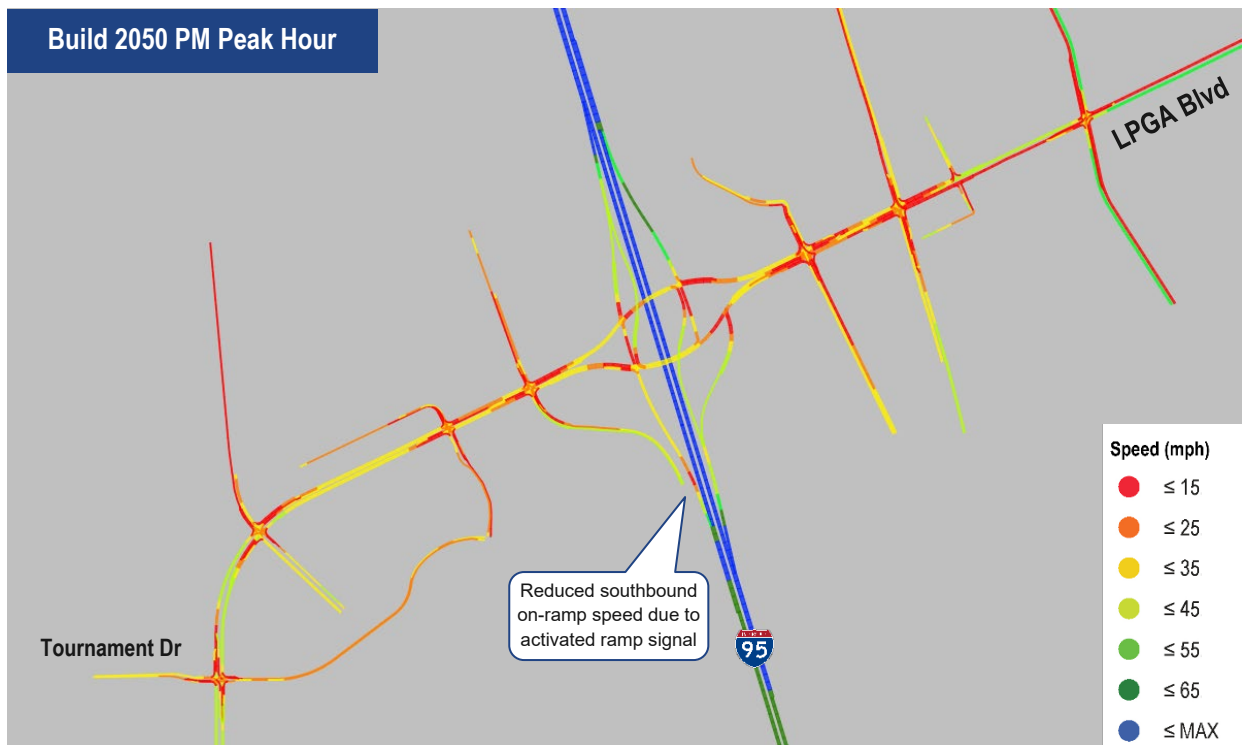 Build 2050 PM Peak Hour
LPGA Blvd
Reduced southbound
on-ramp speed due to
activated ramp signal
95
Tournament Dr
Speed (mph)
≤ 15
≤ 25
≤ 35
≤ 45
≤ 55
≤ 65
≤ MAX